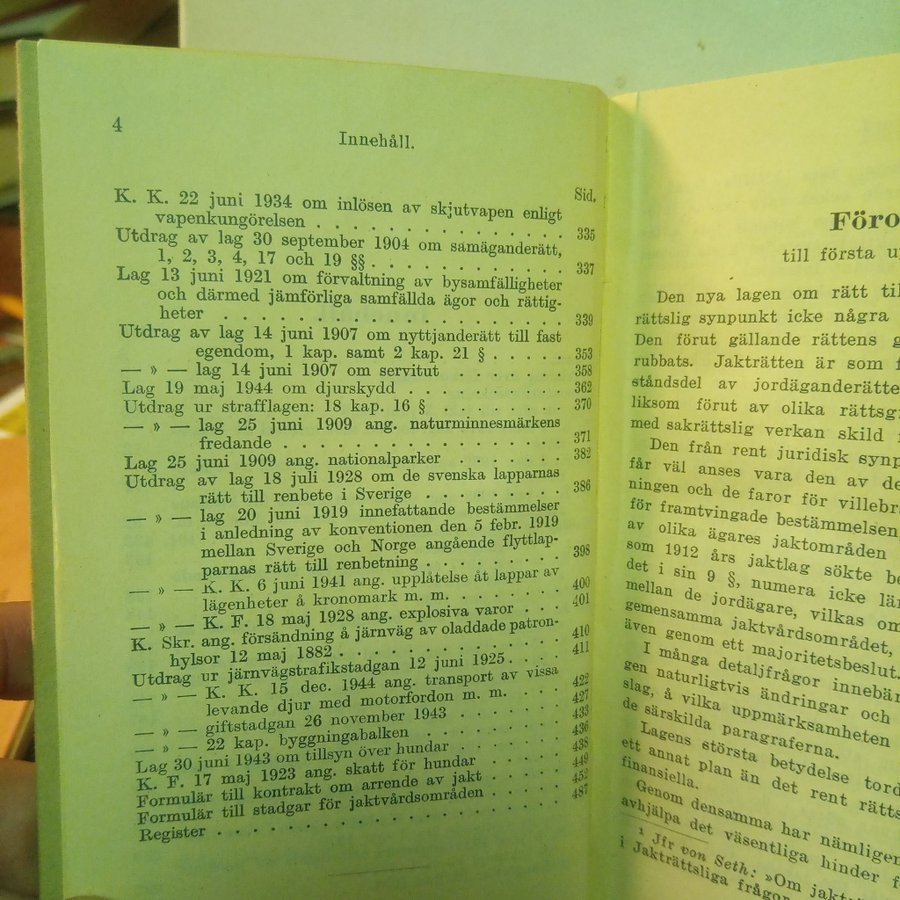 4
Innehåll.
Sid.
K. K. 22 juni 1934 om inlösen av skjutvapen enligt
vapenkungörelsen . . . . . . . . . . . . . . 335
Utdrag av lag 30 september 1904 om samäganderätt,
1, 2, 3, 4, 17 och 19 §§ . . . . . . . . . . . . 337
Lag 13 juni 1921 om förvaltning av bysamfälligheter
och därmed jämförliga samfällda ägor och rättig-
heter . . . . . . . . . . . . . . . . . . . 339
Utdrag av lag 14 juni 1907 om nyttjanderätt till fast
egendom, 1 kap. samt 2 kap. 21 § . . . . . 353
— » — lag 14 juni 1907 om servitut . . . . . . . 358
Lag 19 maj 1944 om djurskydd . . . . . . . . . . 362
Utdrag ur strafflagen: 18 kap. 16 § . . . . . . . . 370
— » — lag 25 juni 1909 ang. naturminnesmärkens
fredande . . . . . . . . . . . . . . . . 371
Lag 25 juni 1909 ang. nationalparker . . . . . . . 382
Utdrag av lag 18 juli 1928 om de svenska lapparnas
rätt till renbete i Sverige . . . . . . . . . 386
— » — lag 20 juni 1919 innefattande bestämmelser
i anledning av konventionen den 5 febr. 1919
mellan Sverige och Norge angående flyttlap-
parnas rätt till renbetning . . . . . . . . . 398
— » — K. K. 6 juni 1941 ang. upplåtelse åt lappar av
lägenheter å kronomark m. m. . . . . . . . 400
— » — K. F. 18 maj 1928 ang. explosiva varor . . . 401
K. Skr. ang. försändning å järnväg av oladdade patron-
hylsor 12 maj 1882 . . . . . . . . . . . . . 410
Utdrag ur järnvägstrafikstadgan 12 juni 1925 . . . . 411
— » — K. K. 15 dec. 1944 ang. transport av vissa
levande djur med motorfordon m. m. . . . 422
— » — giftstadgan 26 november 1943 . . . . . . . 427
— » — 22 kap. byggningabalken . . . . . . . . . 433
Lag 30 juni 1943 om tillsyn över hundar . . . . . . 436
K. F. 17 maj 1923 ang. skatt för hundar . . . . . . 438
Formulär till kontrakt om arrende av jakt . . . . . 449
Formulär till stadgar för jaktvårdsområden . . . . . 452
Register . . . . . . . . . . . . . . . . . . . . 487
Föro
till första
Den nya lagen om rätt
rättslig synpunkt icke några
Den förut gällande rättens
rubbats. Jakträtten är som
ståndsdel av
liksom förut av olika
med sakrättslig verkan skild
Den från rent juridisk
får väl anses vara den av
ningen och de faror för
för framtvingade bestämmelsen
av olika ägares jaktområden
som 1912 års jaktlag sökte
det i sin 9 §, numera icke
mellan de jordägare, vilkas
gemensamma jaktvårdsområdet,
även genom ett majoritetsbeslut.
I många detaljfrågor
gen naturligtvis ändringar och
slag, å vilka uppmärksamheten
de särskilda paragraferna.
Lagens största betydelse
ett annat plan än det rent
finansiella.
Genom densamma har nämligen
avhjälpa det väsentliga hinder
¹ Jfr von Seth: »Om
i Jakträttsliga